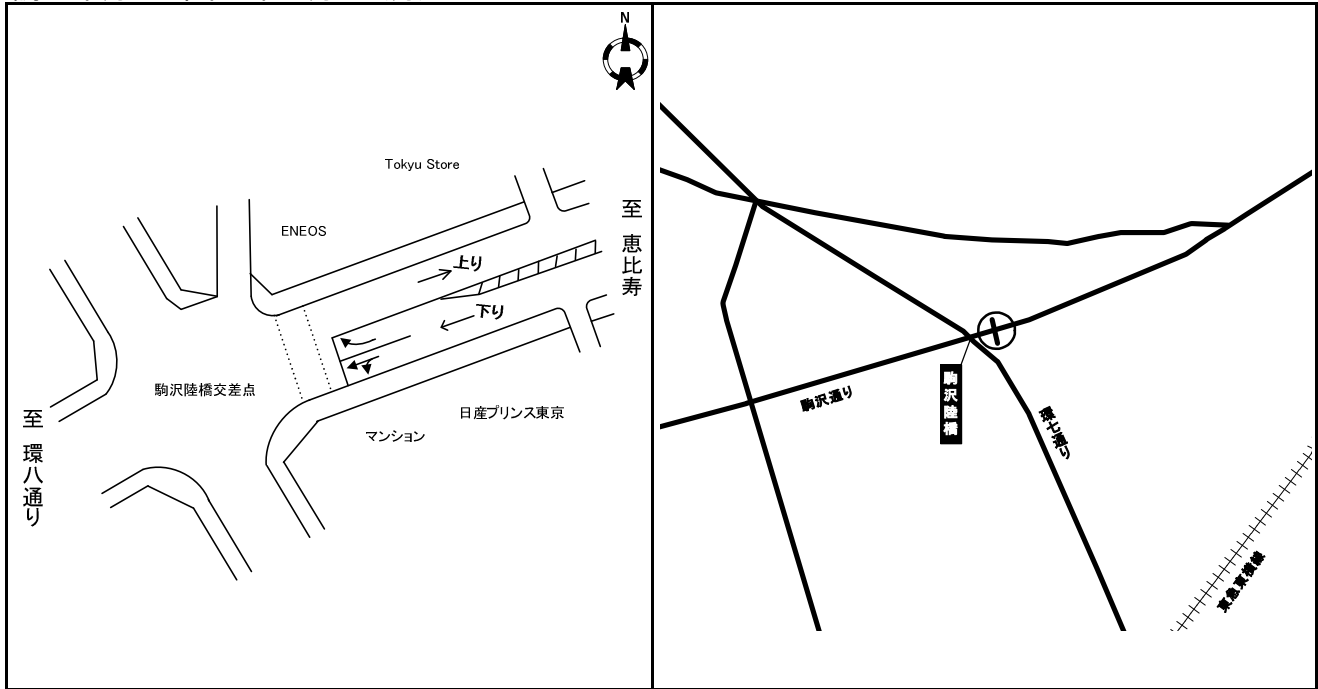 N
Tokyu Store
至 恵比寿
ENEOS
上り
下り
駒沢陸橋交差点
日産プリンス東京
マンション
至 環八通り
駒沢通り
駒沢陸橋
環七通り
東急東横線